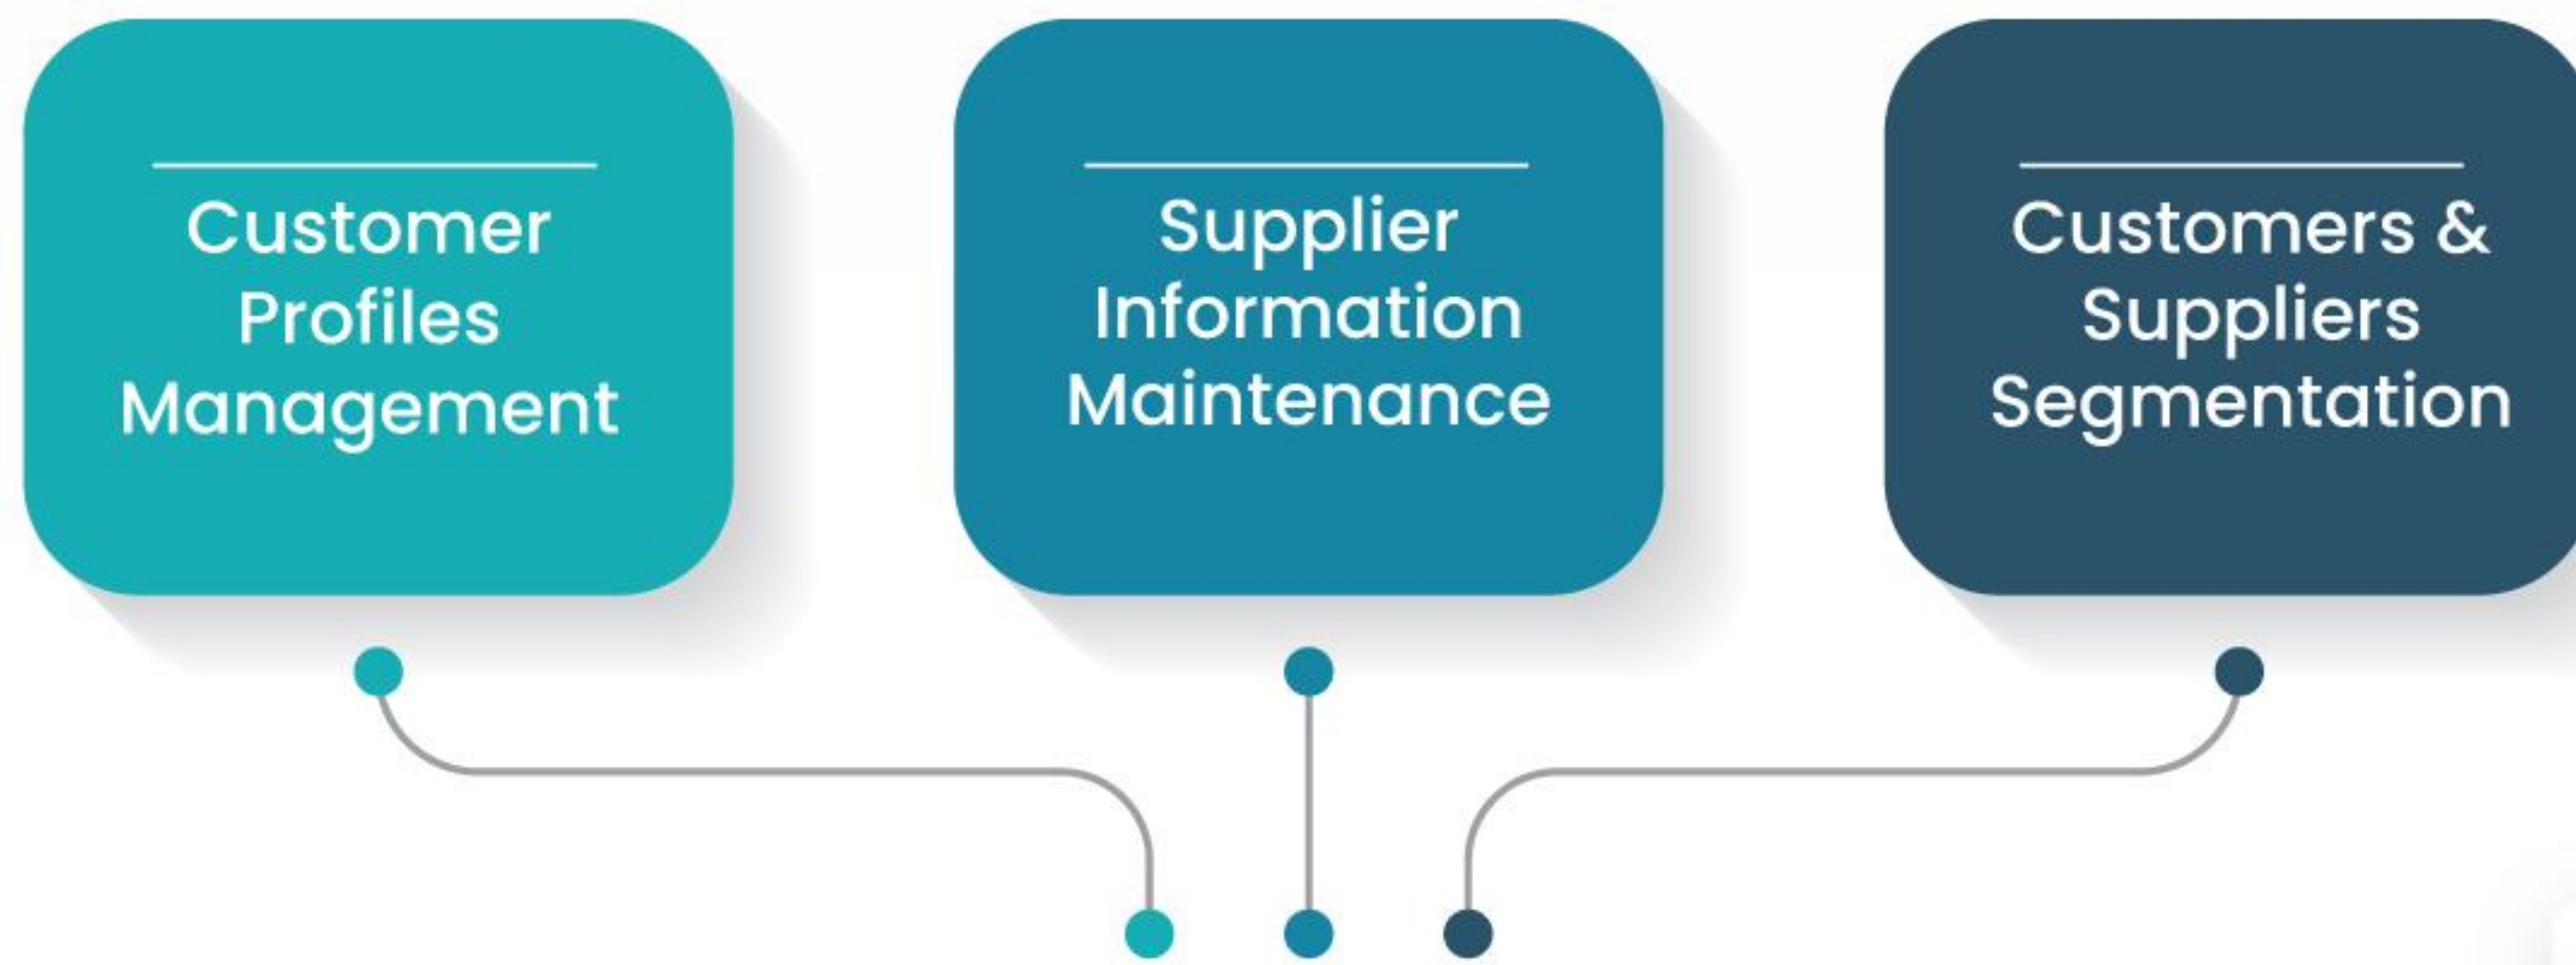 Customer
Profiles
Management
Supplier
Information
Maintenance
Customers &
Suppliers
Segmentation